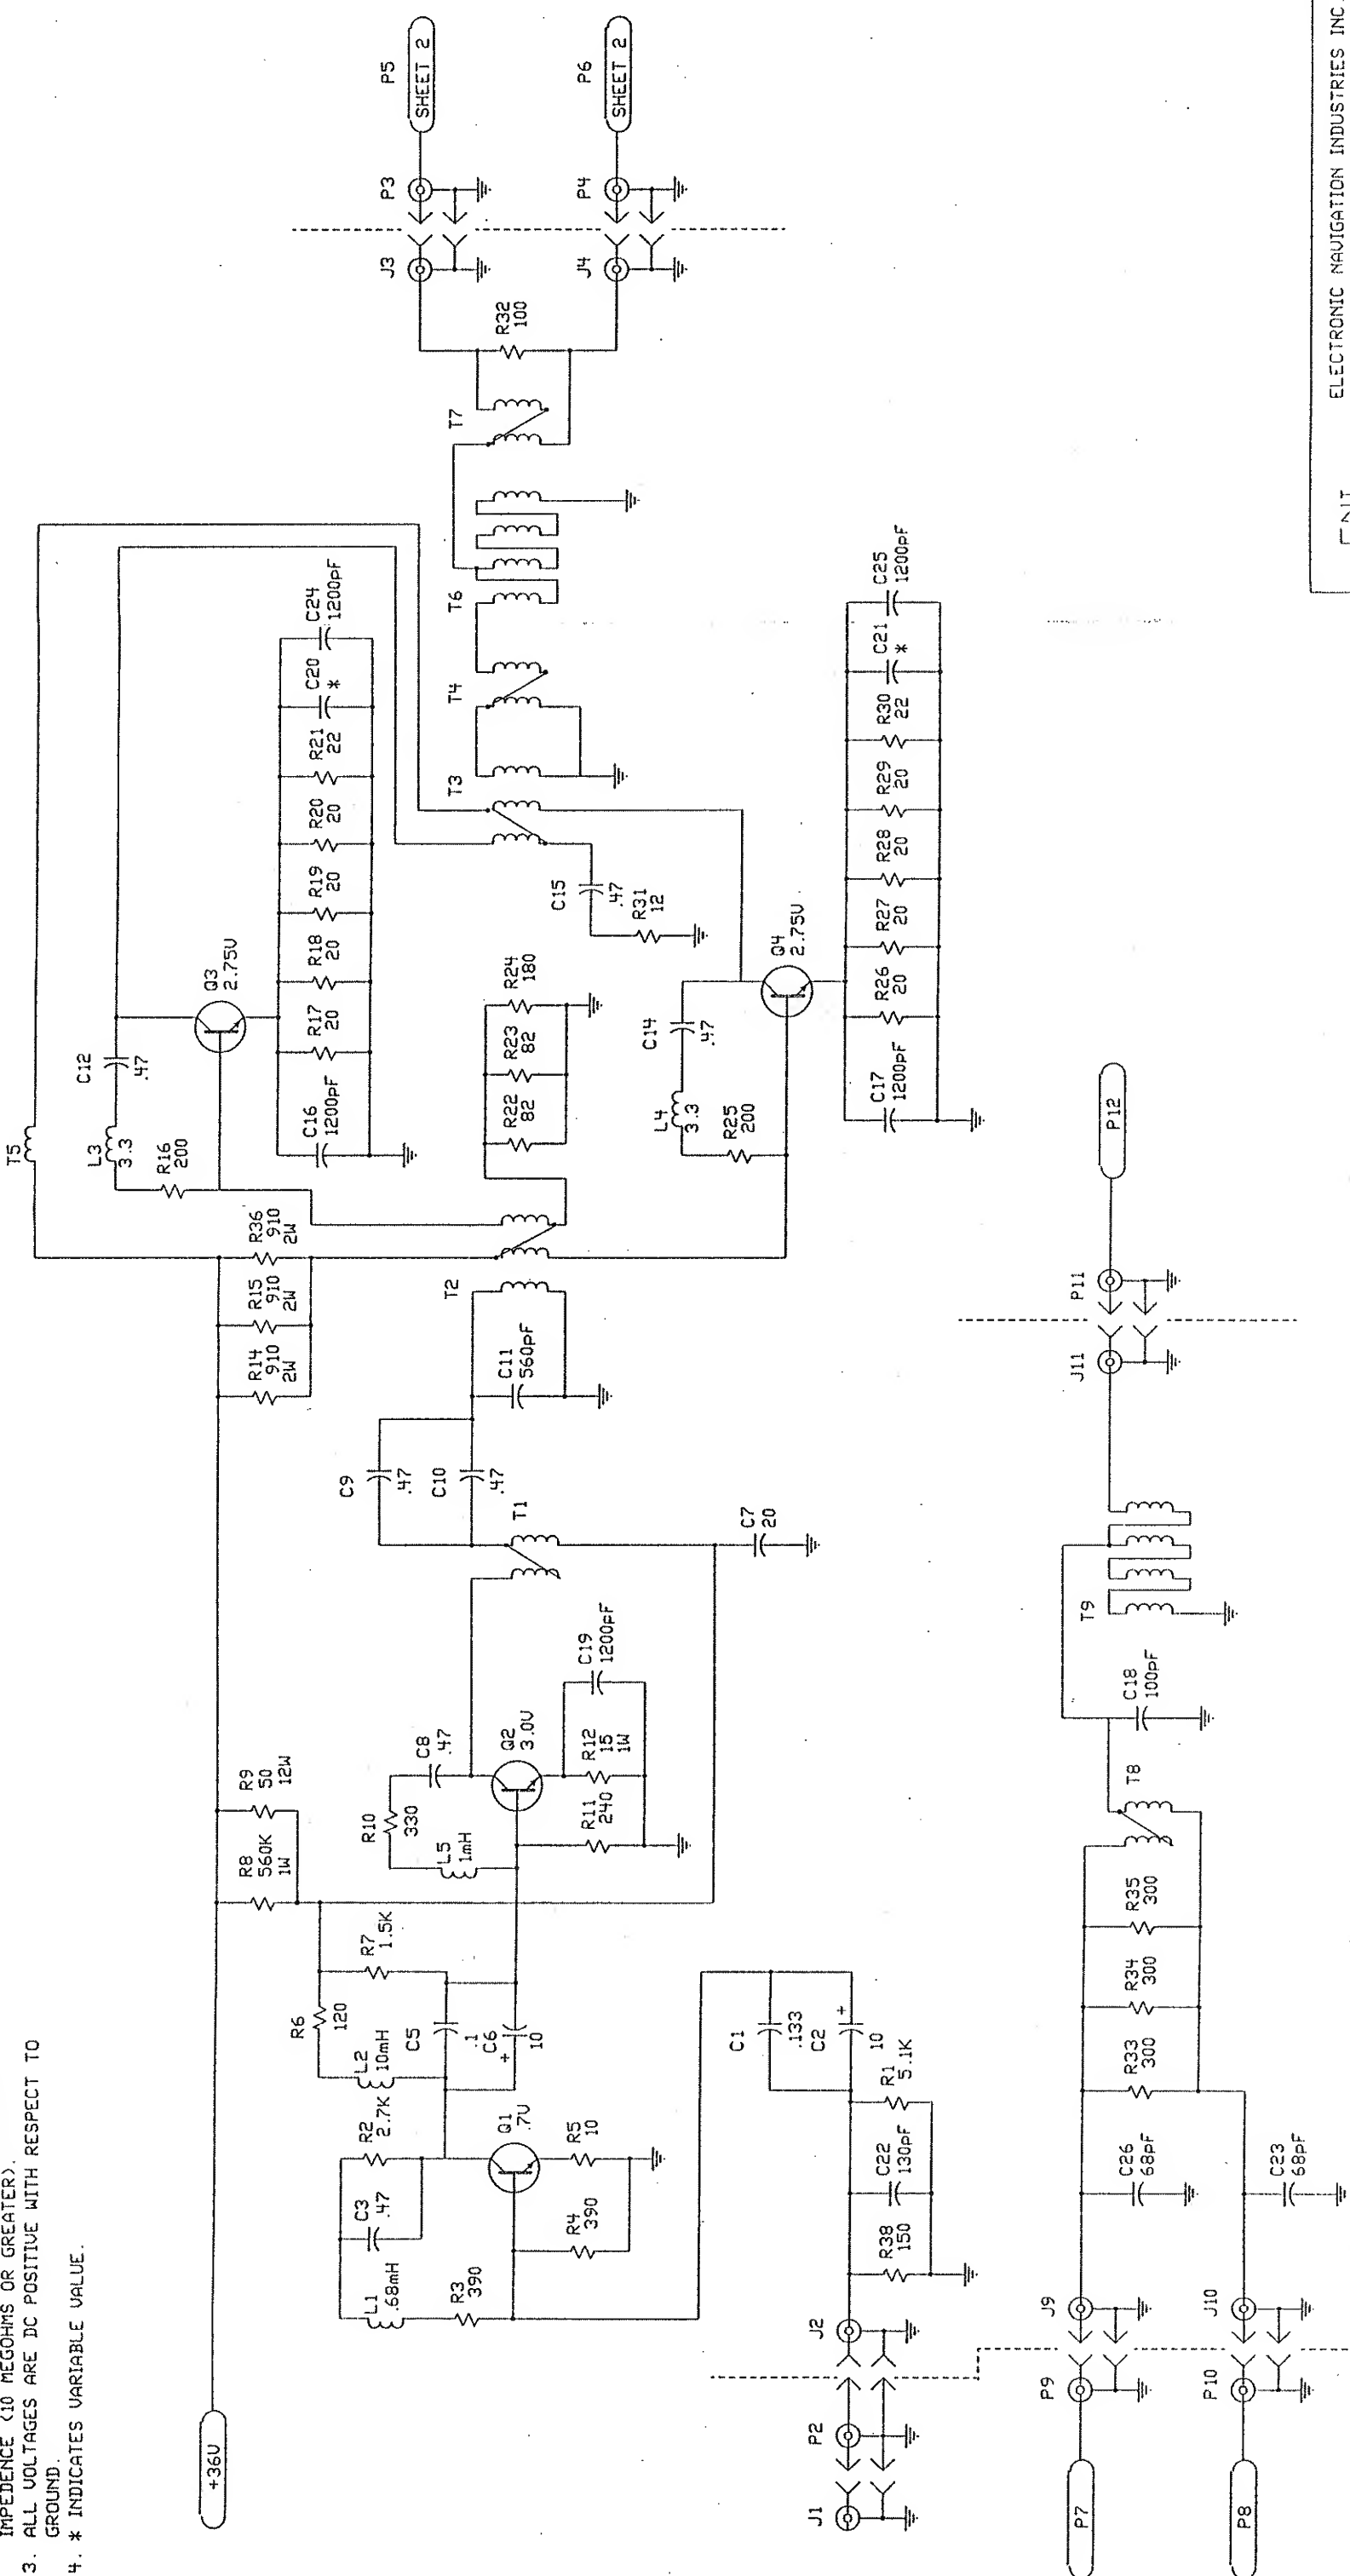 IMPEDENCE (10 MEGOHMS OR GREATER).
3. ALL VOLTAGES ARE DC POSITIVE WITH RESPECT TO
GROUND.
4. * INDICATES VARIABLE VALUE.
+36V
R8
560K
1W
R9
50
12W
R14
910
2W
R15
910
2W
R36
910
2W
T5
L3
3.3
C12
.47
R16
200
Q3
2.75V
C16
1200pF
R17
20
R18
20
R19
20
R20
20
R21
22
C20
*
C24
1200pF
L1
.68mH
C3
.47
R2
2.7K
R3
390
R4
390
Q1
.7V
R5
10
L2
10mH
R6
120
R7
1.5K
C5
.1
C6
+
10
R10
330
L5
1mH
C8
.47
Q2
3.0V
R11
240
R12
15
1W
C19
1200pF
T1
C7
20
C9
.47
C10
.47
C11
560pF
T2
R22
82
R23
82
R24
180
L4
3.3
R25
200
C14
.47
C15
.47
R31
12
Q4
2.75V
C17
1200pF
R26
20
R27
20
R28
20
R29
20
R30
22
C21
*
C25
1200pF
T3
T4
T6
T7
R32
100
J3
P3
P5
SHEET 2
J4
P4
P6
SHEET 2
J1
P2
J2
R38
150
C22
130pF
R1
5.1K
C1
.133
C2
+
10
P7
P9
J9
C26
68pF
R33
300
R34
300
R35
300
T8
C18
100pF
T9
J11
P11
P12
P8
P10
J10
C23
68pF
ENI
ELECTRONIC NAVIGATION INDUSTRIES INC.